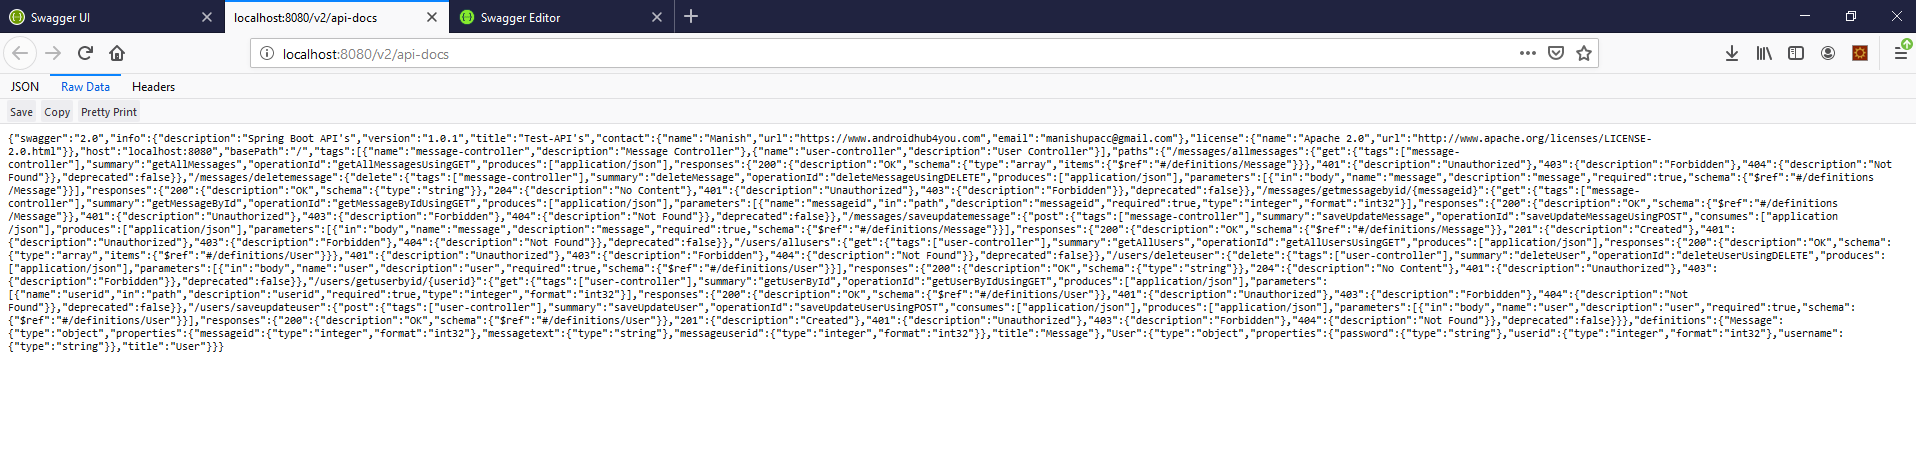 Swagger UI
localhost:8080/v2/api-docs
Swagger Editor
localhost:8080/v2/api-docs
JSON Raw Data Headers
Save Copy Pretty Print
{"swagger":"2.0","info":{"description":"Spring Boot API's","version":"1.0.1","title":"Test-API's","contact":{"name":"Manish","url":"https://www.androidhub4you.com","email":"manishupacc@gmail.com"},"license":{"name":"Apache 2.0","url":"http://www.apache.org/licenses/LICENSE-
2.0.html"}},"host":"localhost:8080","basePath":"/","tags":[{"name":"message-controller","description":"Message Controller"},{"name":"user-controller","description":"User Controller"}],"paths":{"/messages/allmessages":{"get":{"tags":["message-
controller"],"summary":"getAllMessages","operationId":"getAllMessagesUsingGET","produces":["application/json"],"responses":{"200":{"description":"OK","schema":{"type":"array","items":{"$ref":"#/definitions/Message"}}},"401":{"description":"Unauthorized"},"403":{"description":"Forbidden"},"404":{"description":"Not
Found"}},"deprecated":false}},"/messages/deletemessage":{"delete":{"tags":["message-controller"],"summary":"deleteMessage","operationId":"deleteMessageUsingDELETE","produces":["application/json"],"parameters":[{"in":"body","name":"message","description":"message","required":true,"schema":{"$ref":"#/definitions
/Message"}}],"responses":{"200":{"description":"OK","schema":{"type":"string"}},"204":{"description":"No Content"},"401":{"description":"Unauthorized"},"403":{"description":"Forbidden"}},"deprecated":false}},"/messages/getmessagebyid/{messageid}":{"get":{"tags":["message-
controller"],"summary":"getMessageById","operationId":"getMessageByIdUsingGET","produces":["application/json"],"parameters":[{"name":"messageid","in":"path","description":"messageid","required":true,"type":"integer","format":"int32"}],"responses":{"200":{"description":"OK","schema":{"$ref":"#/definitions
/Message"}},"401":{"description":"Unauthorized"},"403":{"description":"Forbidden"},"404":{"description":"Not Found"}},"deprecated":false}},"/messages/saveupdatemessage":{"post":{"tags":["message-controller"],"summary":"saveUpdateMessage","operationId":"saveUpdateMessageUsingPOST","consumes":["application
/json"],"produces":["application/json"],"parameters":[{"in":"body","name":"message","description":"message","required":true,"schema":{"$ref":"#/definitions/Message"}}],"responses":{"200":{"description":"OK","schema":{"$ref":"#/definitions/Message"}},"201":{"description":"Created"},"401":
{"description":"Unauthorized"},"403":{"description":"Forbidden"},"404":{"description":"Not Found"}},"deprecated":false}},"/users/allusers":{"get":{"tags":["user-controller"],"summary":"getAllUsers","operationId":"getAllUsersUsingGET","produces":["application/json"],"responses":{"200":{"description":"OK","schema":
{"type":"array","items":{"$ref":"#/definitions/User"}}},"401":{"description":"Unauthorized"},"403":{"description":"Forbidden"},"404":{"description":"Not Found"}},"deprecated":false}},"/users/deleteuser":{"delete":{"tags":["user-controller"],"summary":"deleteUser","operationId":"deleteUserUsingDELETE","produces":
["application/json"],"parameters":[{"in":"body","name":"user","description":"user","required":true,"schema":{"$ref":"#/definitions/User"}}],"responses":{"200":{"description":"OK","schema":{"type":"string"}},"204":{"description":"No Content"},"401":{"description":"Unauthorized"},"403":
{"description":"Forbidden"}},"deprecated":false}},"/users/getuserbyid/{userid}":{"get":{"tags":["user-controller"],"summary":"getUserById","operationId":"getUserByIdUsingGET","produces":["application/json"],"parameters":
[{"name":"userid","in":"path","description":"userid","required":true,"type":"integer","format":"int32"}],"responses":{"200":{"description":"OK","schema":{"$ref":"#/definitions/User"}},"401":{"description":"Unauthorized"},"403":{"description":"Forbidden"},"404":{"description":"Not
Found"}},"deprecated":false}},"/users/saveupdateuser":{"post":{"tags":["user-controller"],"summary":"saveUpdateUser","operationId":"saveUpdateUserUsingPOST","consumes":["application/json"],"produces":["application/json"],"parameters":[{"in":"body","name":"user","description":"user","required":true,"schema":
{"$ref":"#/definitions/User"}}],"responses":{"200":{"description":"OK","schema":{"$ref":"#/definitions/User"}},"201":{"description":"Created"},"401":{"description":"Unauthorized"},"403":{"description":"Forbidden"},"404":{"description":"Not Found"}},"deprecated":false}}},"definitions":{"Message":
{"type":"object","properties":{"messageid":{"type":"integer","format":"int32"},"messagetext":{"type":"string"},"messageuserid":{"type":"integer","format":"int32"}},"title":"Message"},"User":{"type":"object","properties":{"password":{"type":"string"},"userid":{"type":"integer","format":"int32"},"username":
{"type":"string"}},"title":"User"}}}